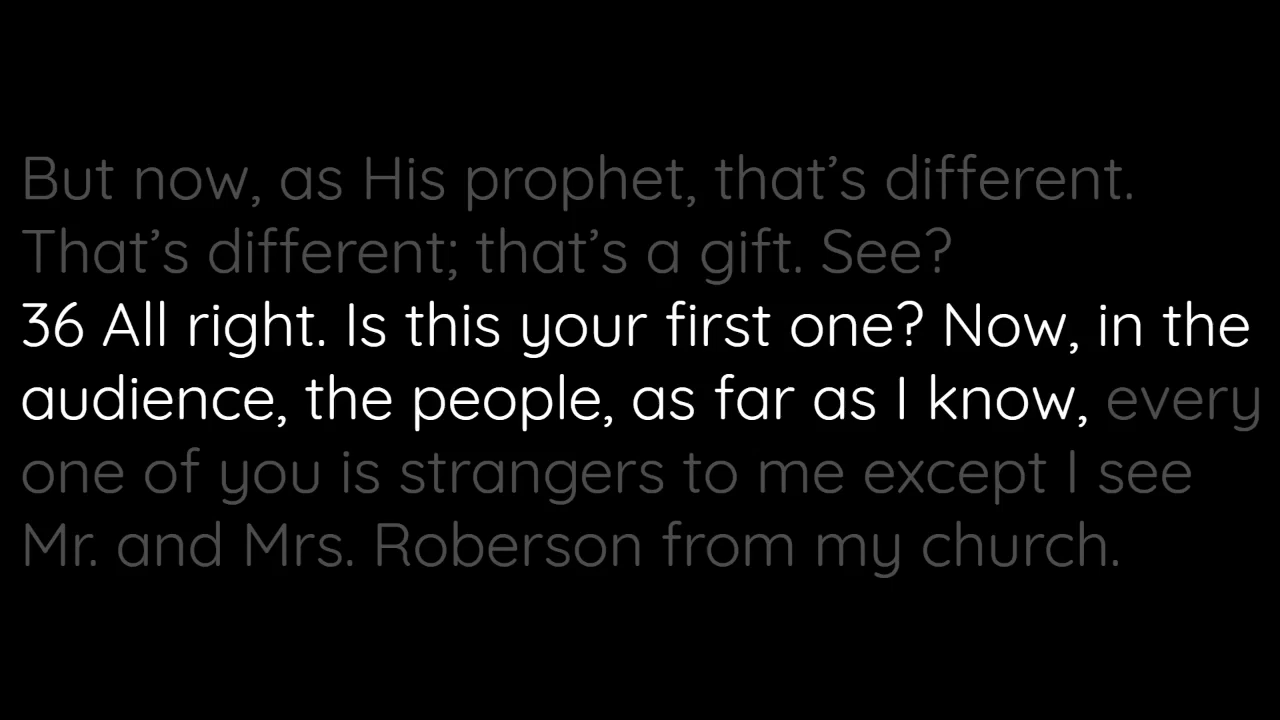 But now, as His prophet, that’s different.
That’s different; that’s a gift. See?
36 All right. Is this your first one? Now, in the
audience, the people, as far as I know, every
one of you is strangers to me except I see
Mr. and Mrs. Roberson from my church.